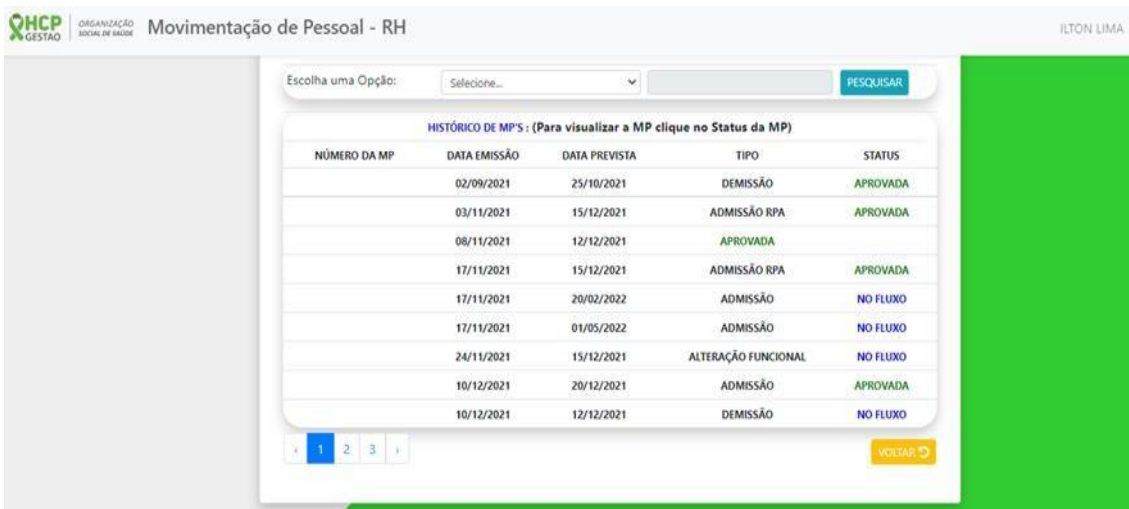 HCP GESTÃO ORGANIZAÇÃO SOCIAL DE SAÚDE Movimentação de Pessoal - RH ILTON LIMA
Escolha uma Opção: Selecione... PESQUISAR
HISTÓRICO DE MP'S : (Para visualizar a MP clique no Status da MP)
NÚMERO DA MP DATA EMISSÃO DATA PREVISTA TIPO STATUS
02/09/2021 25/10/2021 DEMISSÃO APROVADA
03/11/2021 15/12/2021 ADMISSÃO RPA APROVADA
08/11/2021 12/12/2021 APROVADA
17/11/2021 15/12/2021 ADMISSÃO RPA APROVADA
17/11/2021 20/02/2022 ADMISSÃO NO FLUXO
17/11/2021 01/05/2022 ADMISSÃO NO FLUXO
24/11/2021 15/12/2021 ALTERAÇÃO FUNCIONAL NO FLUXO
10/12/2021 20/12/2021 ADMISSÃO APROVADA
10/12/2021 12/12/2021 DEMISSÃO NO FLUXO
‹ 1 2 3 › VOLTAR